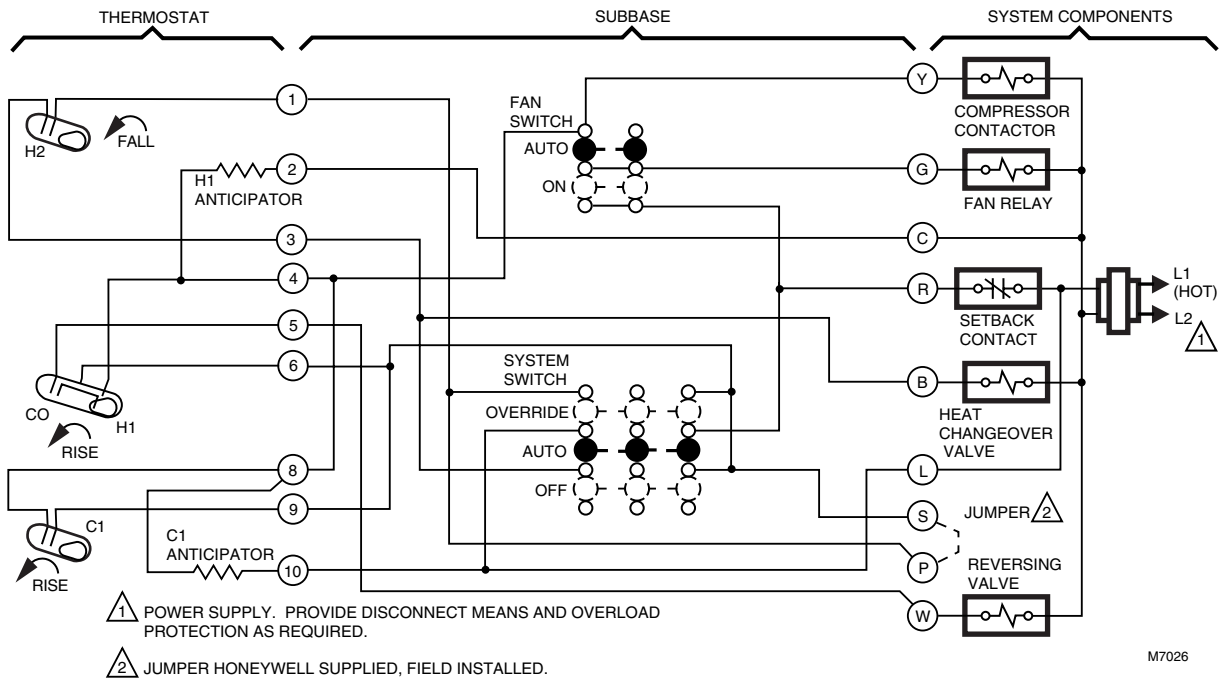 THERMOSTAT
SUBBASE
SYSTEM COMPONENTS
1
H2
FALL
FAN
SWITCH
AUTO
ON
Y
COMPRESSOR
CONTACTOR
H1
ANTICIPATOR
2
G
FAN RELAY
3
C
4
R
SETBACK
CONTACT
L1
(HOT)
L2
1
5
6
SYSTEM
SWITCH
OVERRIDE
AUTO
OFF
B
HEAT
CHANGEOVER
VALVE
CO
H1
RISE
8
L
9
S
JUMPER
2
C1
RISE
C1
ANTICIPATOR
10
P
REVERSING
VALVE
W
1
POWER SUPPLY. PROVIDE DISCONNECT MEANS AND OVERLOAD
PROTECTION AS REQUIRED.
2
JUMPER HONEYWELL SUPPLIED, FIELD INSTALLED.
M7026